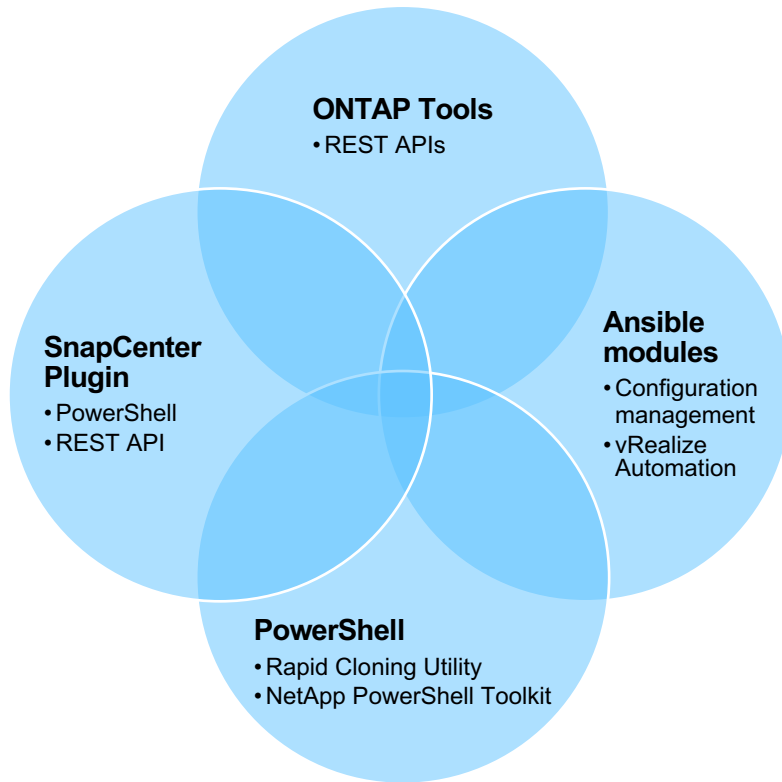 ONTAP Tools
• REST APIs
SnapCenter
Plugin
• PowerShell
• REST API
Ansible
modules
• Configuration
management
• vRealize
Automation
PowerShell
• Rapid Cloning Utility
• NetApp PowerShell Toolkit